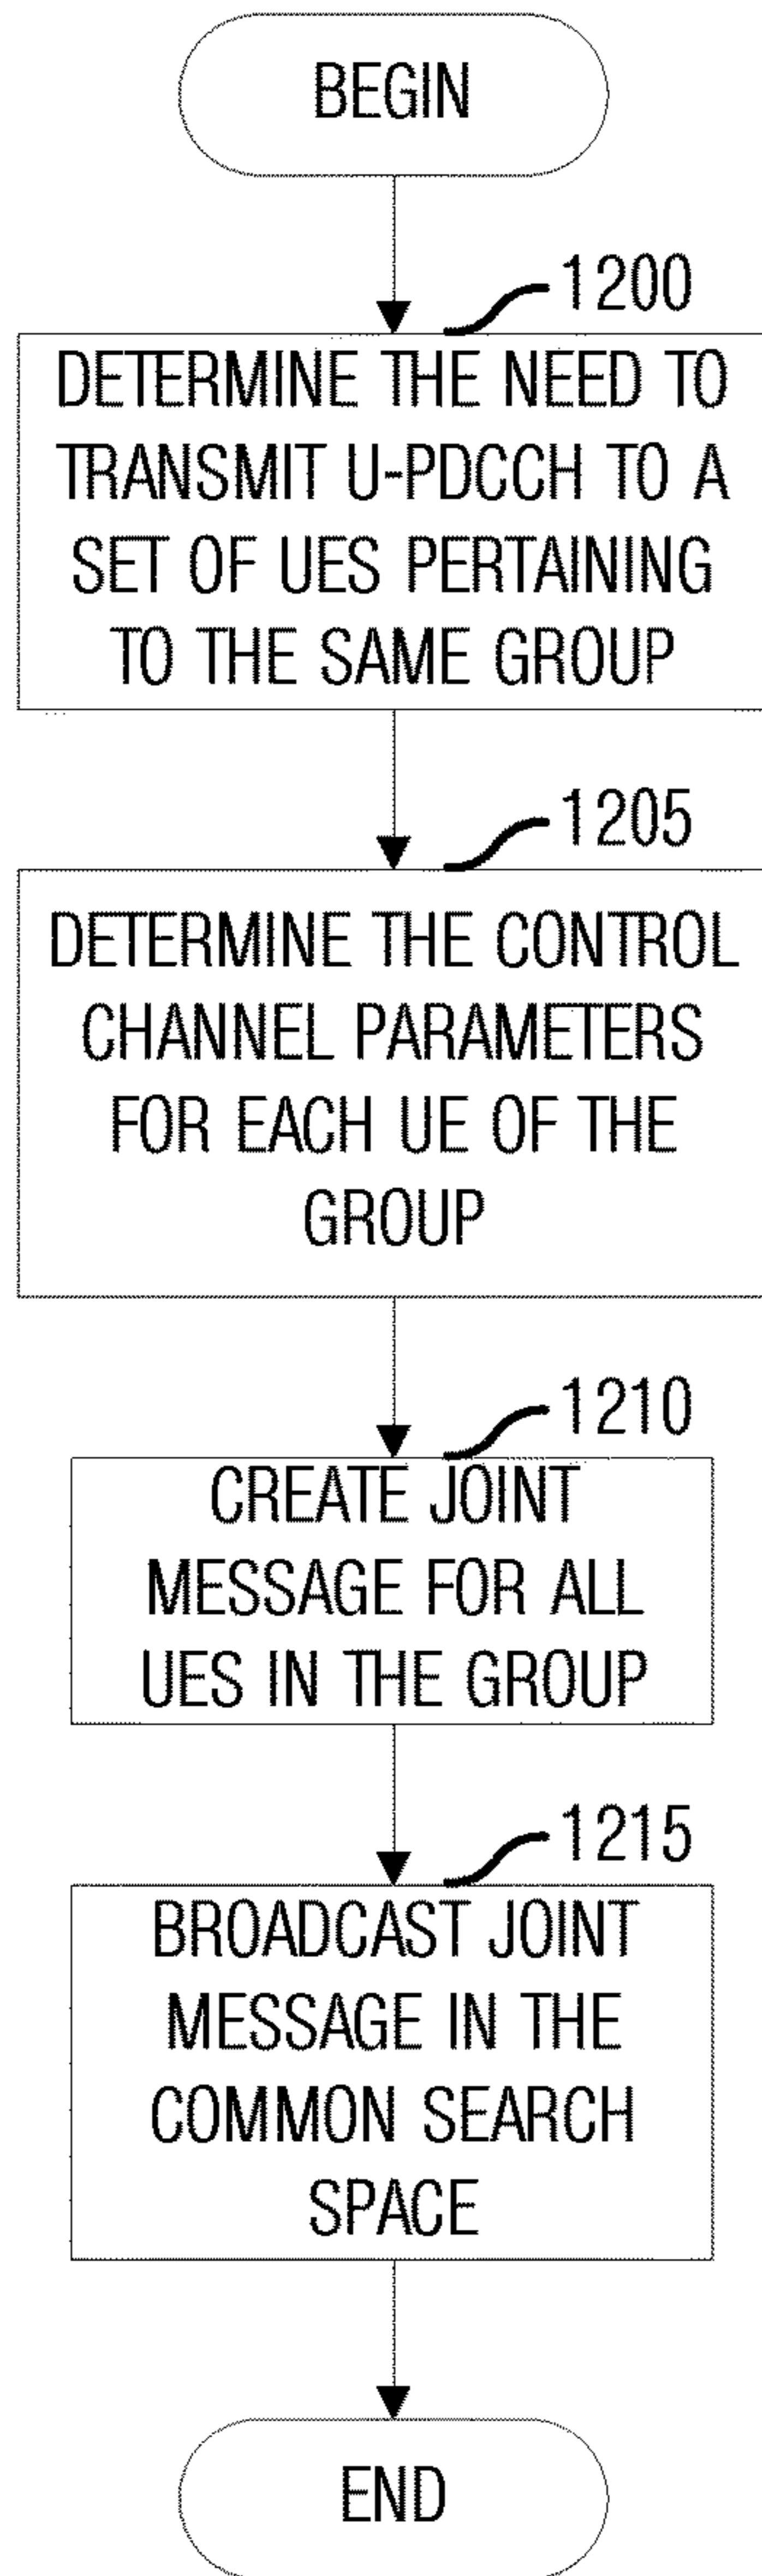 BEGIN
1200
DETERMINE THE NEED TO
TRANSMIT U-PDCCH TO A
SET OF UES PERTAINING
TO THE SAME GROUP
1205
DETERMINE THE CONTROL
CHANNEL PARAMETERS
FOR EACH UE OF THE
GROUP
1210
CREATE JOINT
MESSAGE FOR ALL
UES IN THE GROUP
1215
BROADCAST JOINT
MESSAGE IN THE
COMMON SEARCH
SPACE
END